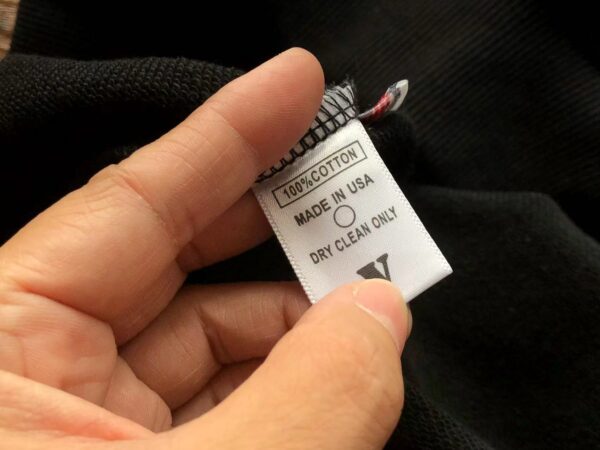 100%COTTON
MADE IN USA
DRY CLEAN ONLY
V